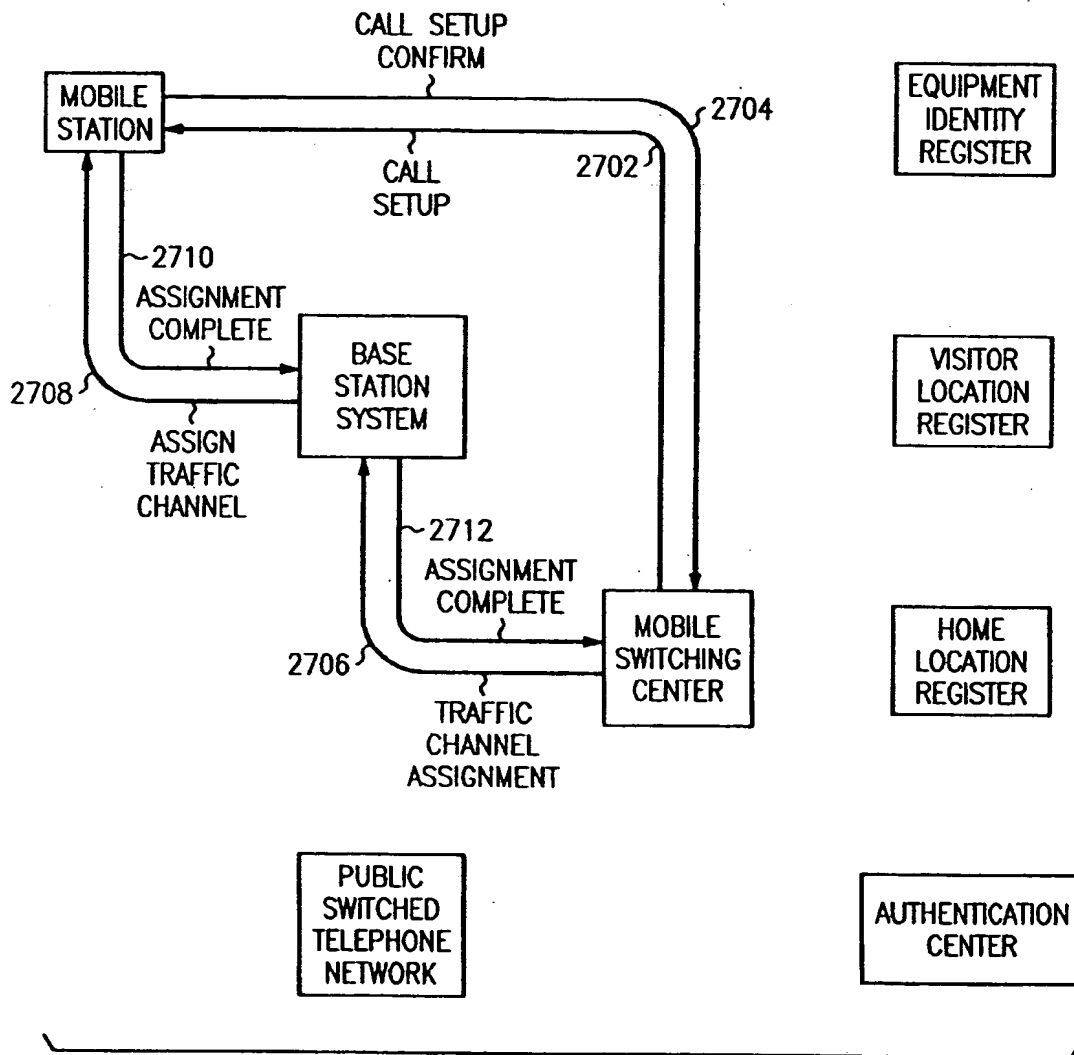 CALL SETUP
CONFIRM
MOBILE
STATION
2704
2702
EQUIPMENT
IDENTITY
REGISTER
CALL
SETUP
2710
ASSIGNMENT
COMPLETE
BASE
STATION
SYSTEM
VISITOR
LOCATION
REGISTER
2708
ASSIGN
TRAFFIC
CHANNEL
2712
ASSIGNMENT
COMPLETE
MOBILE
SWITCHING
CENTER
HOME
LOCATION
REGISTER
2706
TRAFFIC
CHANNEL
ASSIGNMENT
PUBLIC
SWITCHED
TELEPHONE
NETWORK
AUTHENTICATION
CENTER